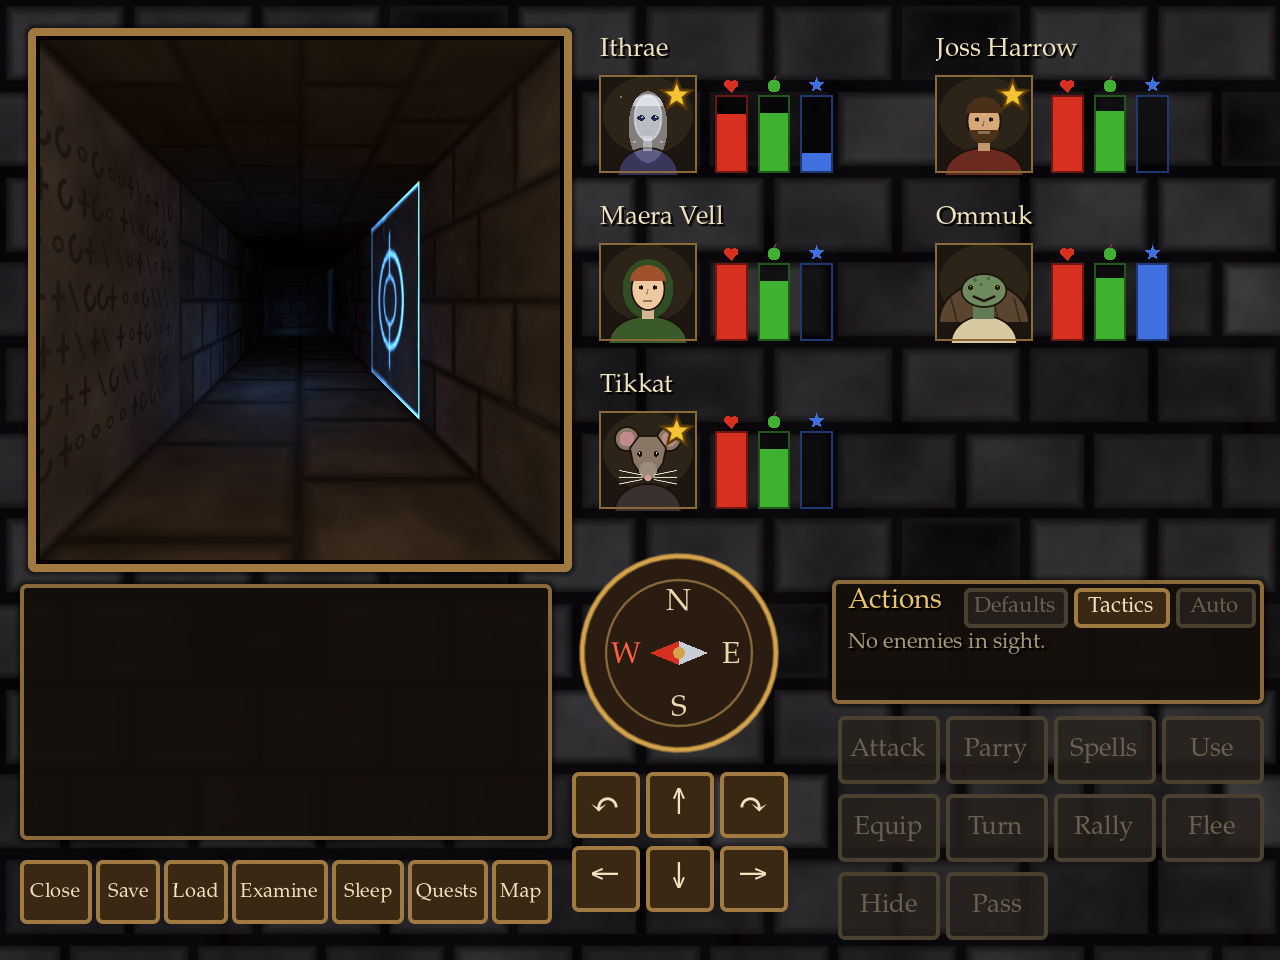 Ithrae
Joss Harrow
Maera Vell
Ommuk
Tikkat
N
W E
S
Actions Defaults Tactics Auto
No enemies in sight.
Attack Parry Spells Use
Equip Turn Rally Flee
Hide Pass
Close Save Load Examine Sleep Quests Map